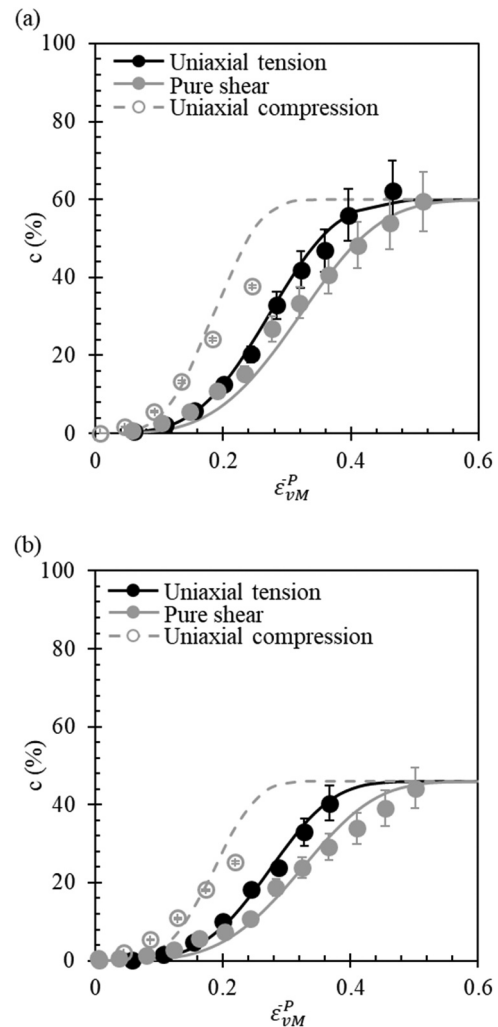 (a)
100
80
60
40
20
0
c (%)
Uniaxial tension
Pure shear
Uniaxial compression
0 0.2 0.4 0.6
ε̄ᵥₘᴾ
(b)
100
80
60
40
20
0
c (%)
Uniaxial tension
Pure shear
Uniaxial compression
0 0.2 0.4 0.6
ε̄ᵥₘᴾ